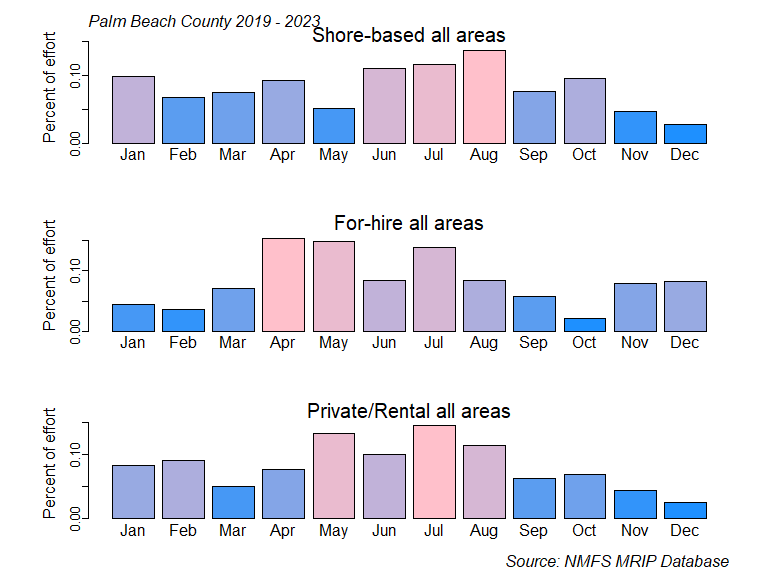 Palm Beach County 2019 - 2023
Shore-based all areas
Percent of effort
0.00 0.10
Jan Feb Mar Apr May Jun Jul Aug Sep Oct Nov Dec
For-hire all areas
Percent of effort
0.00 0.10
Jan Feb Mar Apr May Jun Jul Aug Sep Oct Nov Dec
Private/Rental all areas
Percent of effort
0.00 0.10
Jan Feb Mar Apr May Jun Jul Aug Sep Oct Nov Dec
Source: NMFS MRIP Database